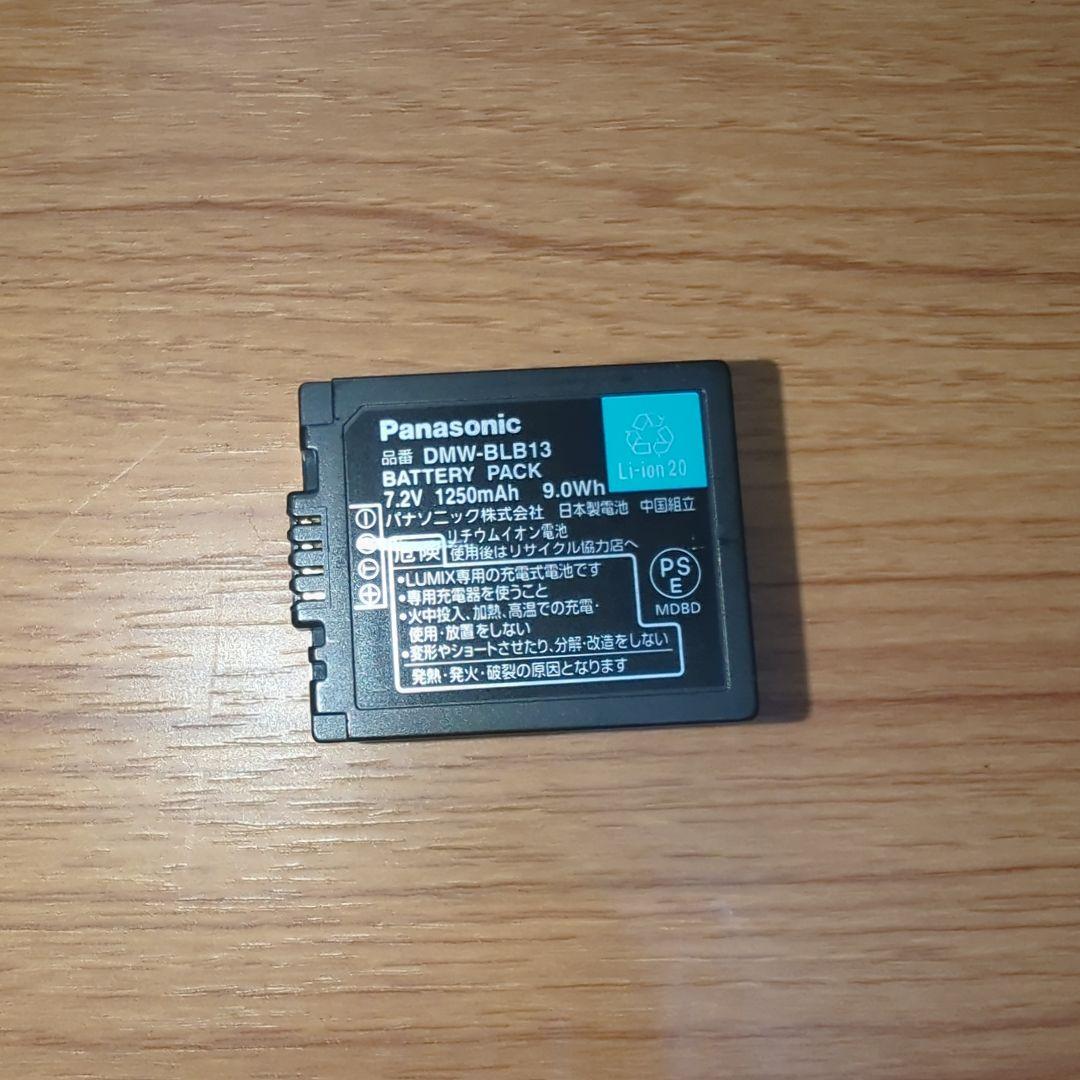 Panasonic
品番 DMW-BLB13
BATTERY PACK
7.2V 1250mAh 9.0Wh
パナソニック株式会社 日本製電池 中国組立
リチウムイオン電池
危険 使用後はリサイクル協力店へ
•LUMIX専用の充電式電池です
•専用充電器を使うこと
•火中投入、加熱、高温での充電・
使用・放置をしない
•変形やショートさせたり、分解・改造をしない
発熱・発火・破裂の原因となります
Li-ion 20
PS
E
MDBD
T